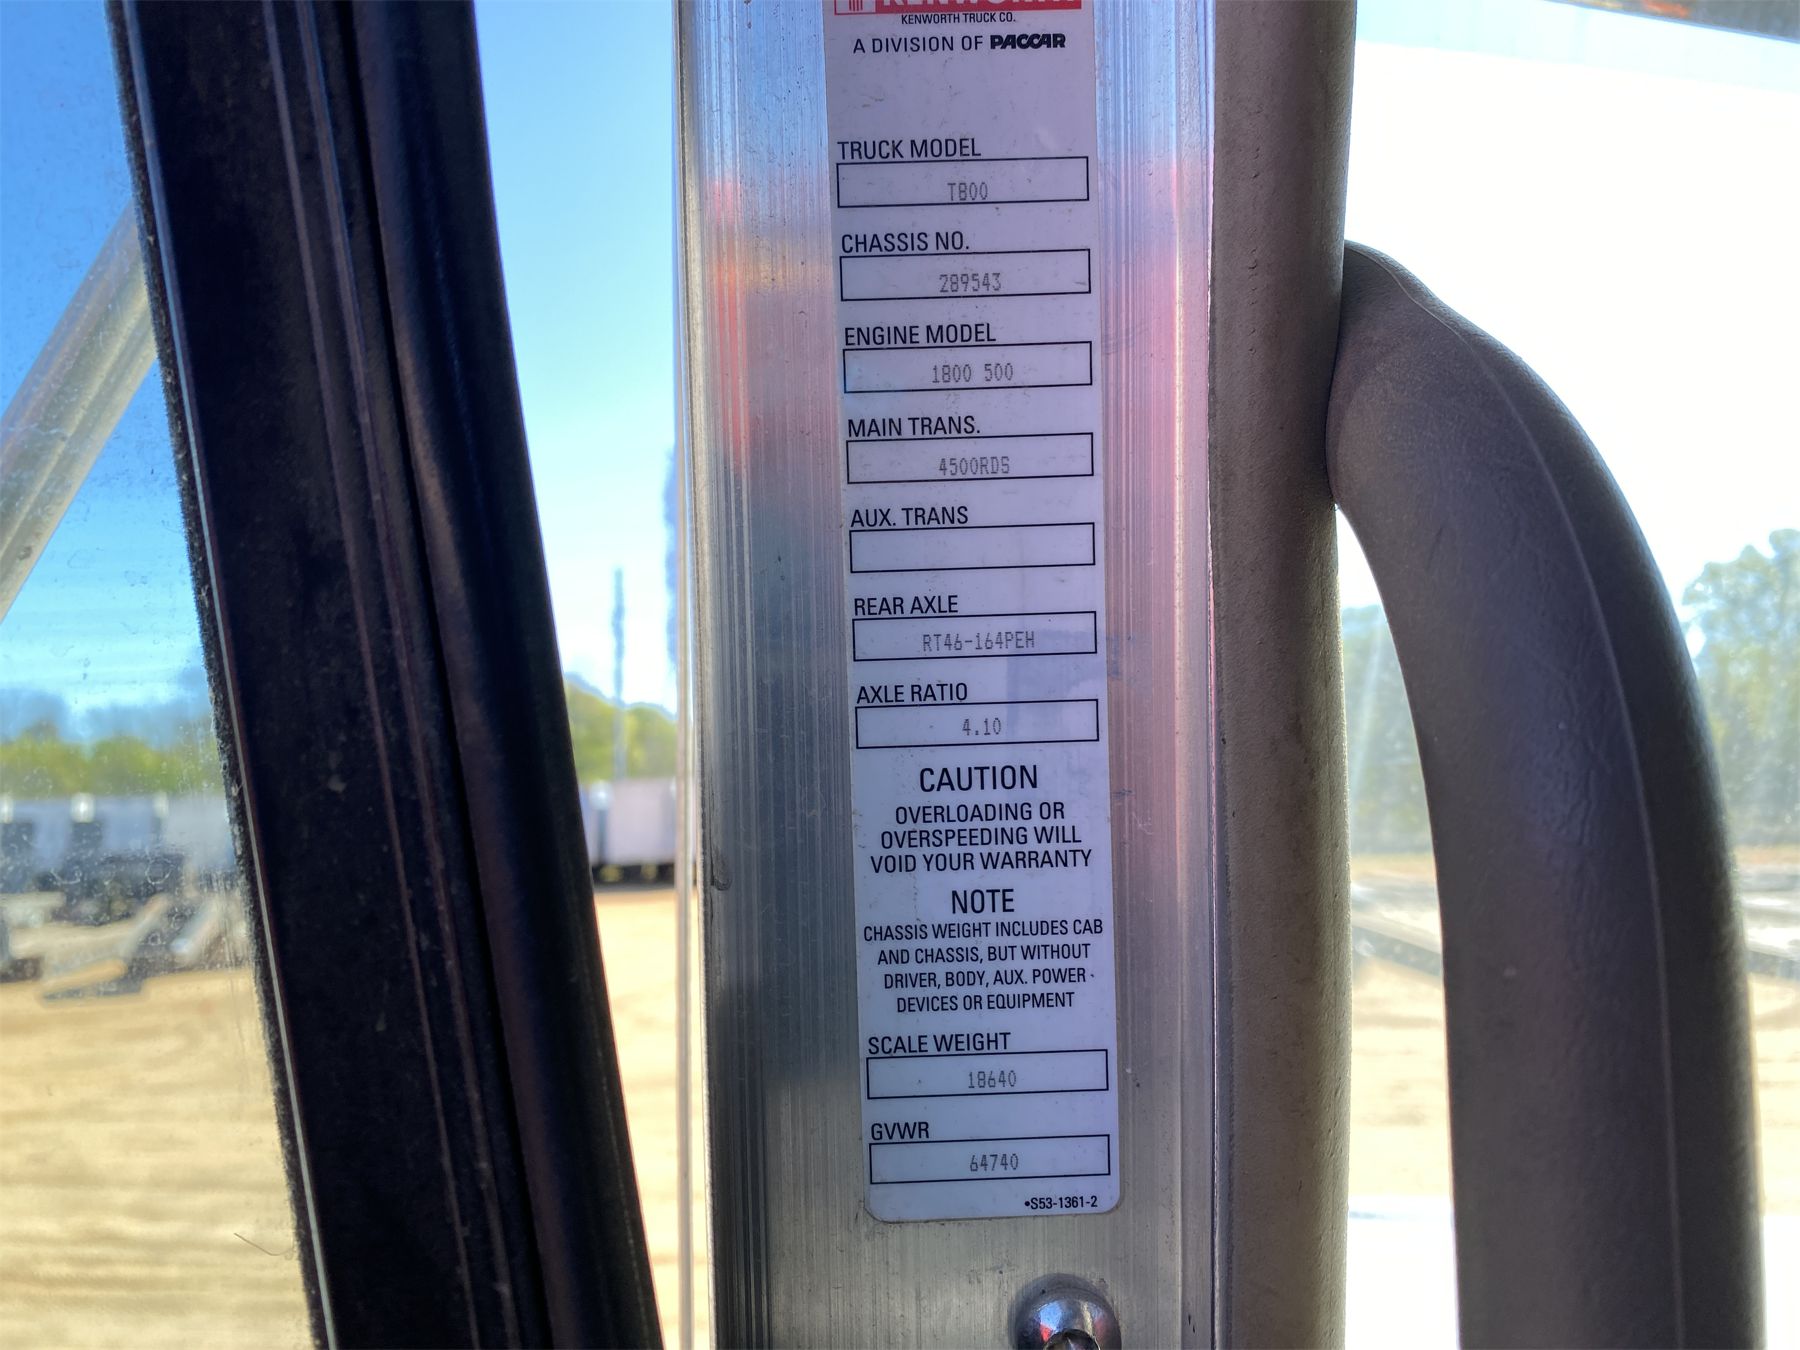 KENWORTH
KENWORTH TRUCK CO.
A DIVISION OF PACCAR
TRUCK MODEL
T800
CHASSIS NO.
289543
ENGINE MODEL
1800 500
MAIN TRANS.
4500RDS
AUX. TRANS
REAR AXLE
RT46-164PEH
AXLE RATIO
4.10
CAUTION
OVERLOADING OR
OVERSPEEDING WILL
VOID YOUR WARRANTY
NOTE
CHASSIS WEIGHT INCLUDES CAB
AND CHASSIS, BUT WITHOUT
DRIVER, BODY, AUX. POWER
DEVICES OR EQUIPMENT
SCALE WEIGHT
18640
GVWR
64740
•S53-1361-2